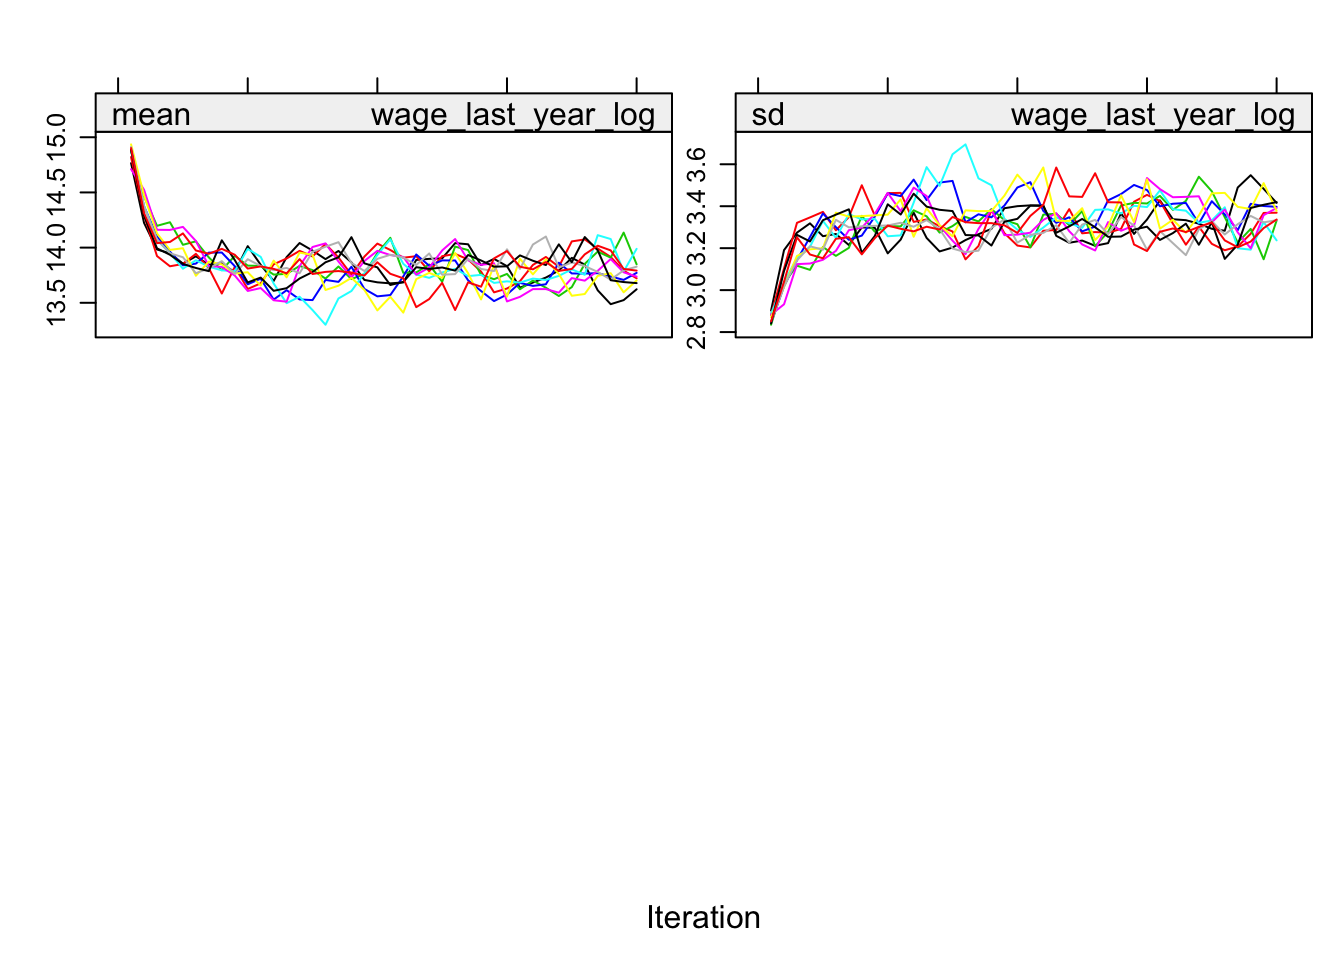 mean wage_last_year_log
sd wage_last_year_log
13.5 14.0 14.5 15.0
2.8 3.0 3.2 3.4 3.6
Iteration